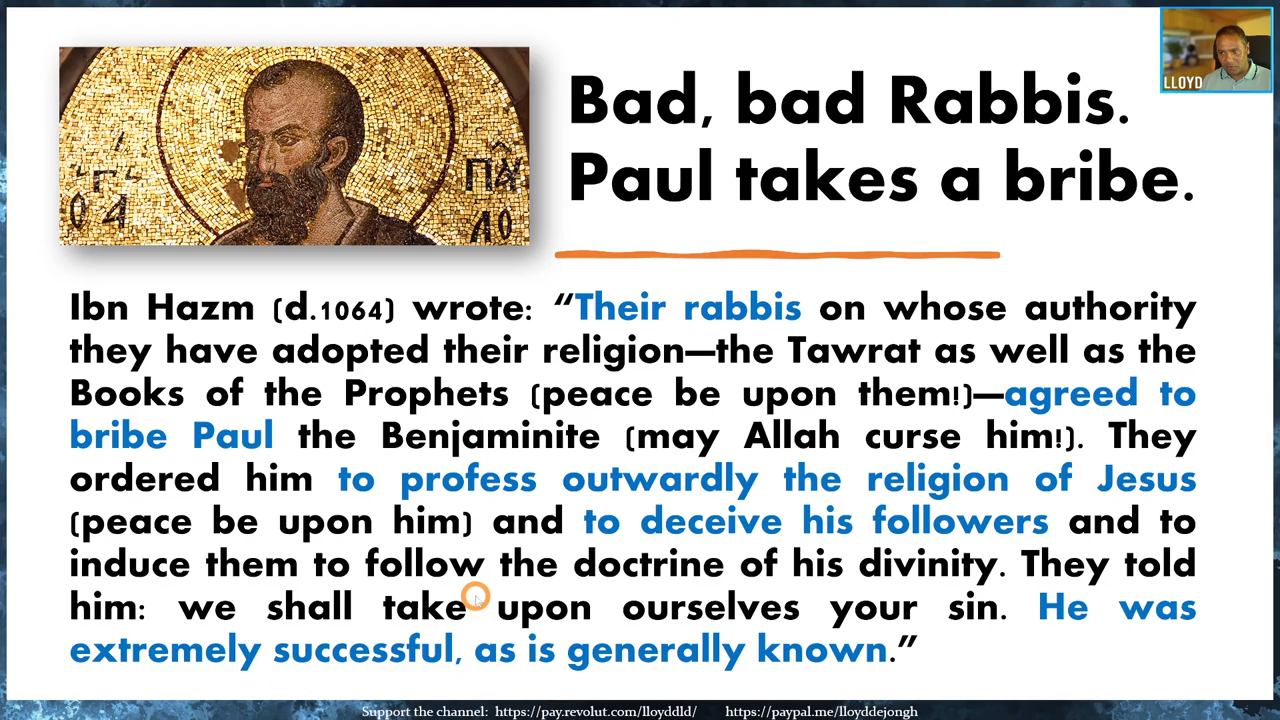 Bad, bad Rabbis.
Paul takes a bribe.
LLOYD
Ο Α
ΠΑ
ΛΟ
Ibn Hazm (d.1064) wrote: “Their rabbis on whose authority
they have adopted their religion—the Tawrat as well as the
Books of the Prophets (peace be upon them!)—agreed to
bribe Paul the Benjaminite (may Allah curse him!). They
ordered him to profess outwardly the religion of Jesus
(peace be upon him) and to deceive his followers and to
induce them to follow the doctrine of his divinity. They told
him: we shall take upon ourselves your sin. He was
extremely successful, as is generally known.”
Support the channel: https://pay.revolut.com/lloyddld/ https://paypal.me/lloyddejongh